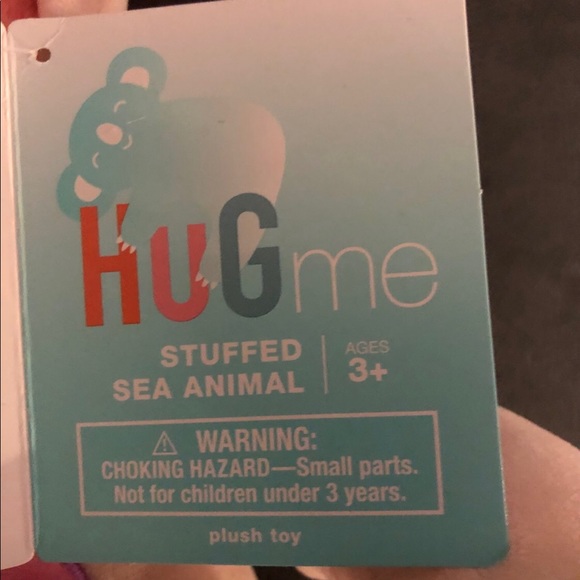 HUGme
STUFFED
SEA ANIMAL
AGES
3+
⚠ WARNING:
CHOKING HAZARD—Small parts.
Not for children under 3 years.
plush toy